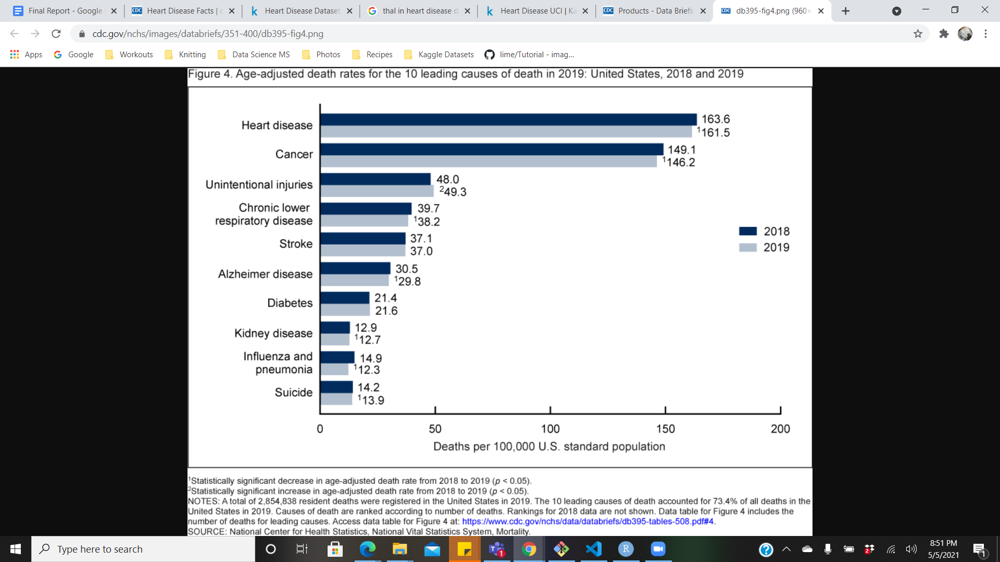 Final Report - Google
Heart Disease Facts | c
Heart Disease Dataset
thal in heart disease d
Heart Disease UCI | Ka
Products - Data Briefs
db395-fig4.png (960×
cdc.gov/nchs/images/databriefs/351-400/db395-fig4.png
Apps
Google
Workouts
Knitting
Data Science MS
Photos
Recipes
Kaggle Datasets
lime/Tutorial - imag...
Figure 4. Age-adjusted death rates for the 10 leading causes of death in 2019: United States, 2018 and 2019
Heart disease
163.6
¹161.5
Cancer
149.1
¹146.2
Unintentional injuries
48.0
²49.3
Chronic lower
respiratory disease
39.7
¹38.2
Stroke
37.1
37.0
Alzheimer disease
30.5
¹29.8
Diabetes
21.4
21.6
Kidney disease
12.9
¹12.7
Influenza and
pneumonia
14.9
¹12.3
Suicide
14.2
¹13.9
2018
2019
0 50 100 150 200
Deaths per 100,000 U.S. standard population
¹Statistically significant decrease in age-adjusted death rate from 2018 to 2019 (p < 0.05).
²Statistically significant increase in age-adjusted death rate from 2018 to 2019 (p < 0.05).
NOTES: A total of 2,854,838 resident deaths were registered in the United States in 2019. The 10 leading causes of death accounted for 73.4% of all deaths in the
United States in 2019. Causes of death are ranked according to number of deaths. Rankings for 2018 data are not shown. Data table for Figure 4 includes the
number of deaths for leading causes. Access data table for Figure 4 at: https://www.cdc.gov/nchs/data/databriefs/db395-tables-508.pdf#4.
SOURCE: National Center for Health Statistics, National Vital Statistics System, Mortality.
Type here to search
8:51 PM
5/5/2021